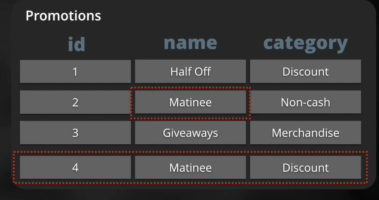 Promotions
id name category
1 Half Off Discount
2 Matinee Non-cash
3 Giveaways Merchandise
4 Matinee Discount